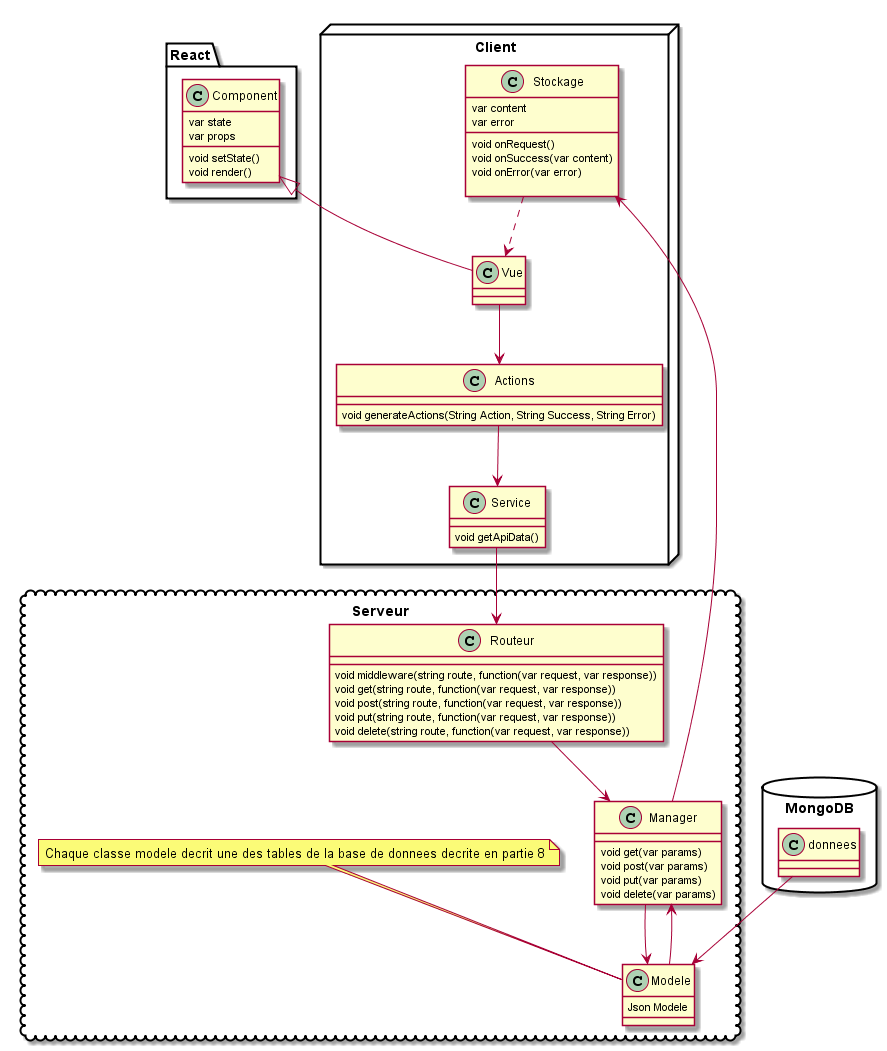 React
C Component
var state
var props
void setState()
void render()
Client
C Stockage
var content
var error
void onRequest()
void onSuccess(var content)
void onError(var error)
C Vue
C Actions
void generateActions(String Action, String Success, String Error)
C Service
void getApiData()
Serveur
C Routeur
void middleware(string route, function(var request, var response))
void get(string route, function(var request, var response))
void post(string route, function(var request, var response))
void put(string route, function(var request, var response))
void delete(string route, function(var request, var response))
C Manager
void get(var params)
void post(var params)
void put(var params)
void delete(var params)
MongoDB
C donnees
Chaque classe modele decrit une des tables de la base de donnees decrite en partie 8
C Modele
Json Modele